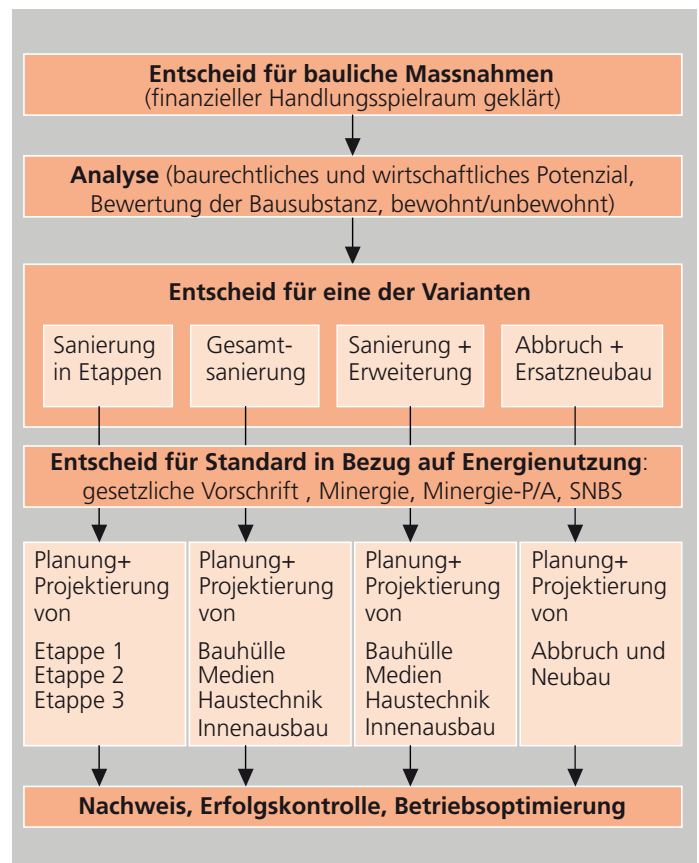 Entscheid für bauliche Massnahmen
(finanzieller Handlungsspielraum geklärt)
Analyse (baurechtliches und wirtschaftliches Potenzial,
Bewertung der Bausubstanz, bewohnt/unbewohnt)
Entscheid für eine der Varianten
Sanierung
in Etappen
Gesamt-
sanierung
Sanierung +
Erweiterung
Abbruch +
Ersatzneubau
Entscheid für Standard in Bezug auf Energienutzung:
gesetzliche Vorschrift , Minergie, Minergie-P/A, SNBS
Planung+
Projektierung
von
Etappe 1
Etappe 2
Etappe 3
Planung+
Projektierung
von
Bauhülle
Medien
Haustechnik
Innenausbau
Planung+
Projektierung
von
Bauhülle
Medien
Haustechnik
Innenausbau
Planung+
Projektierung
von
Abbruch und
Neubau
Nachweis, Erfolgskontrolle, Betriebsoptimierung